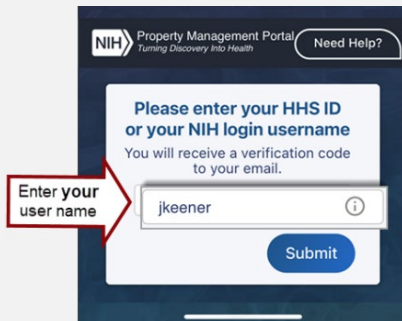 NIH Property Management Portal
Turning Discovery Into Health
Need Help?
Please enter your HHS ID
or your NIH login username
You will receive a verification code
to your email.
Enter your
user name
jkeener
Submit